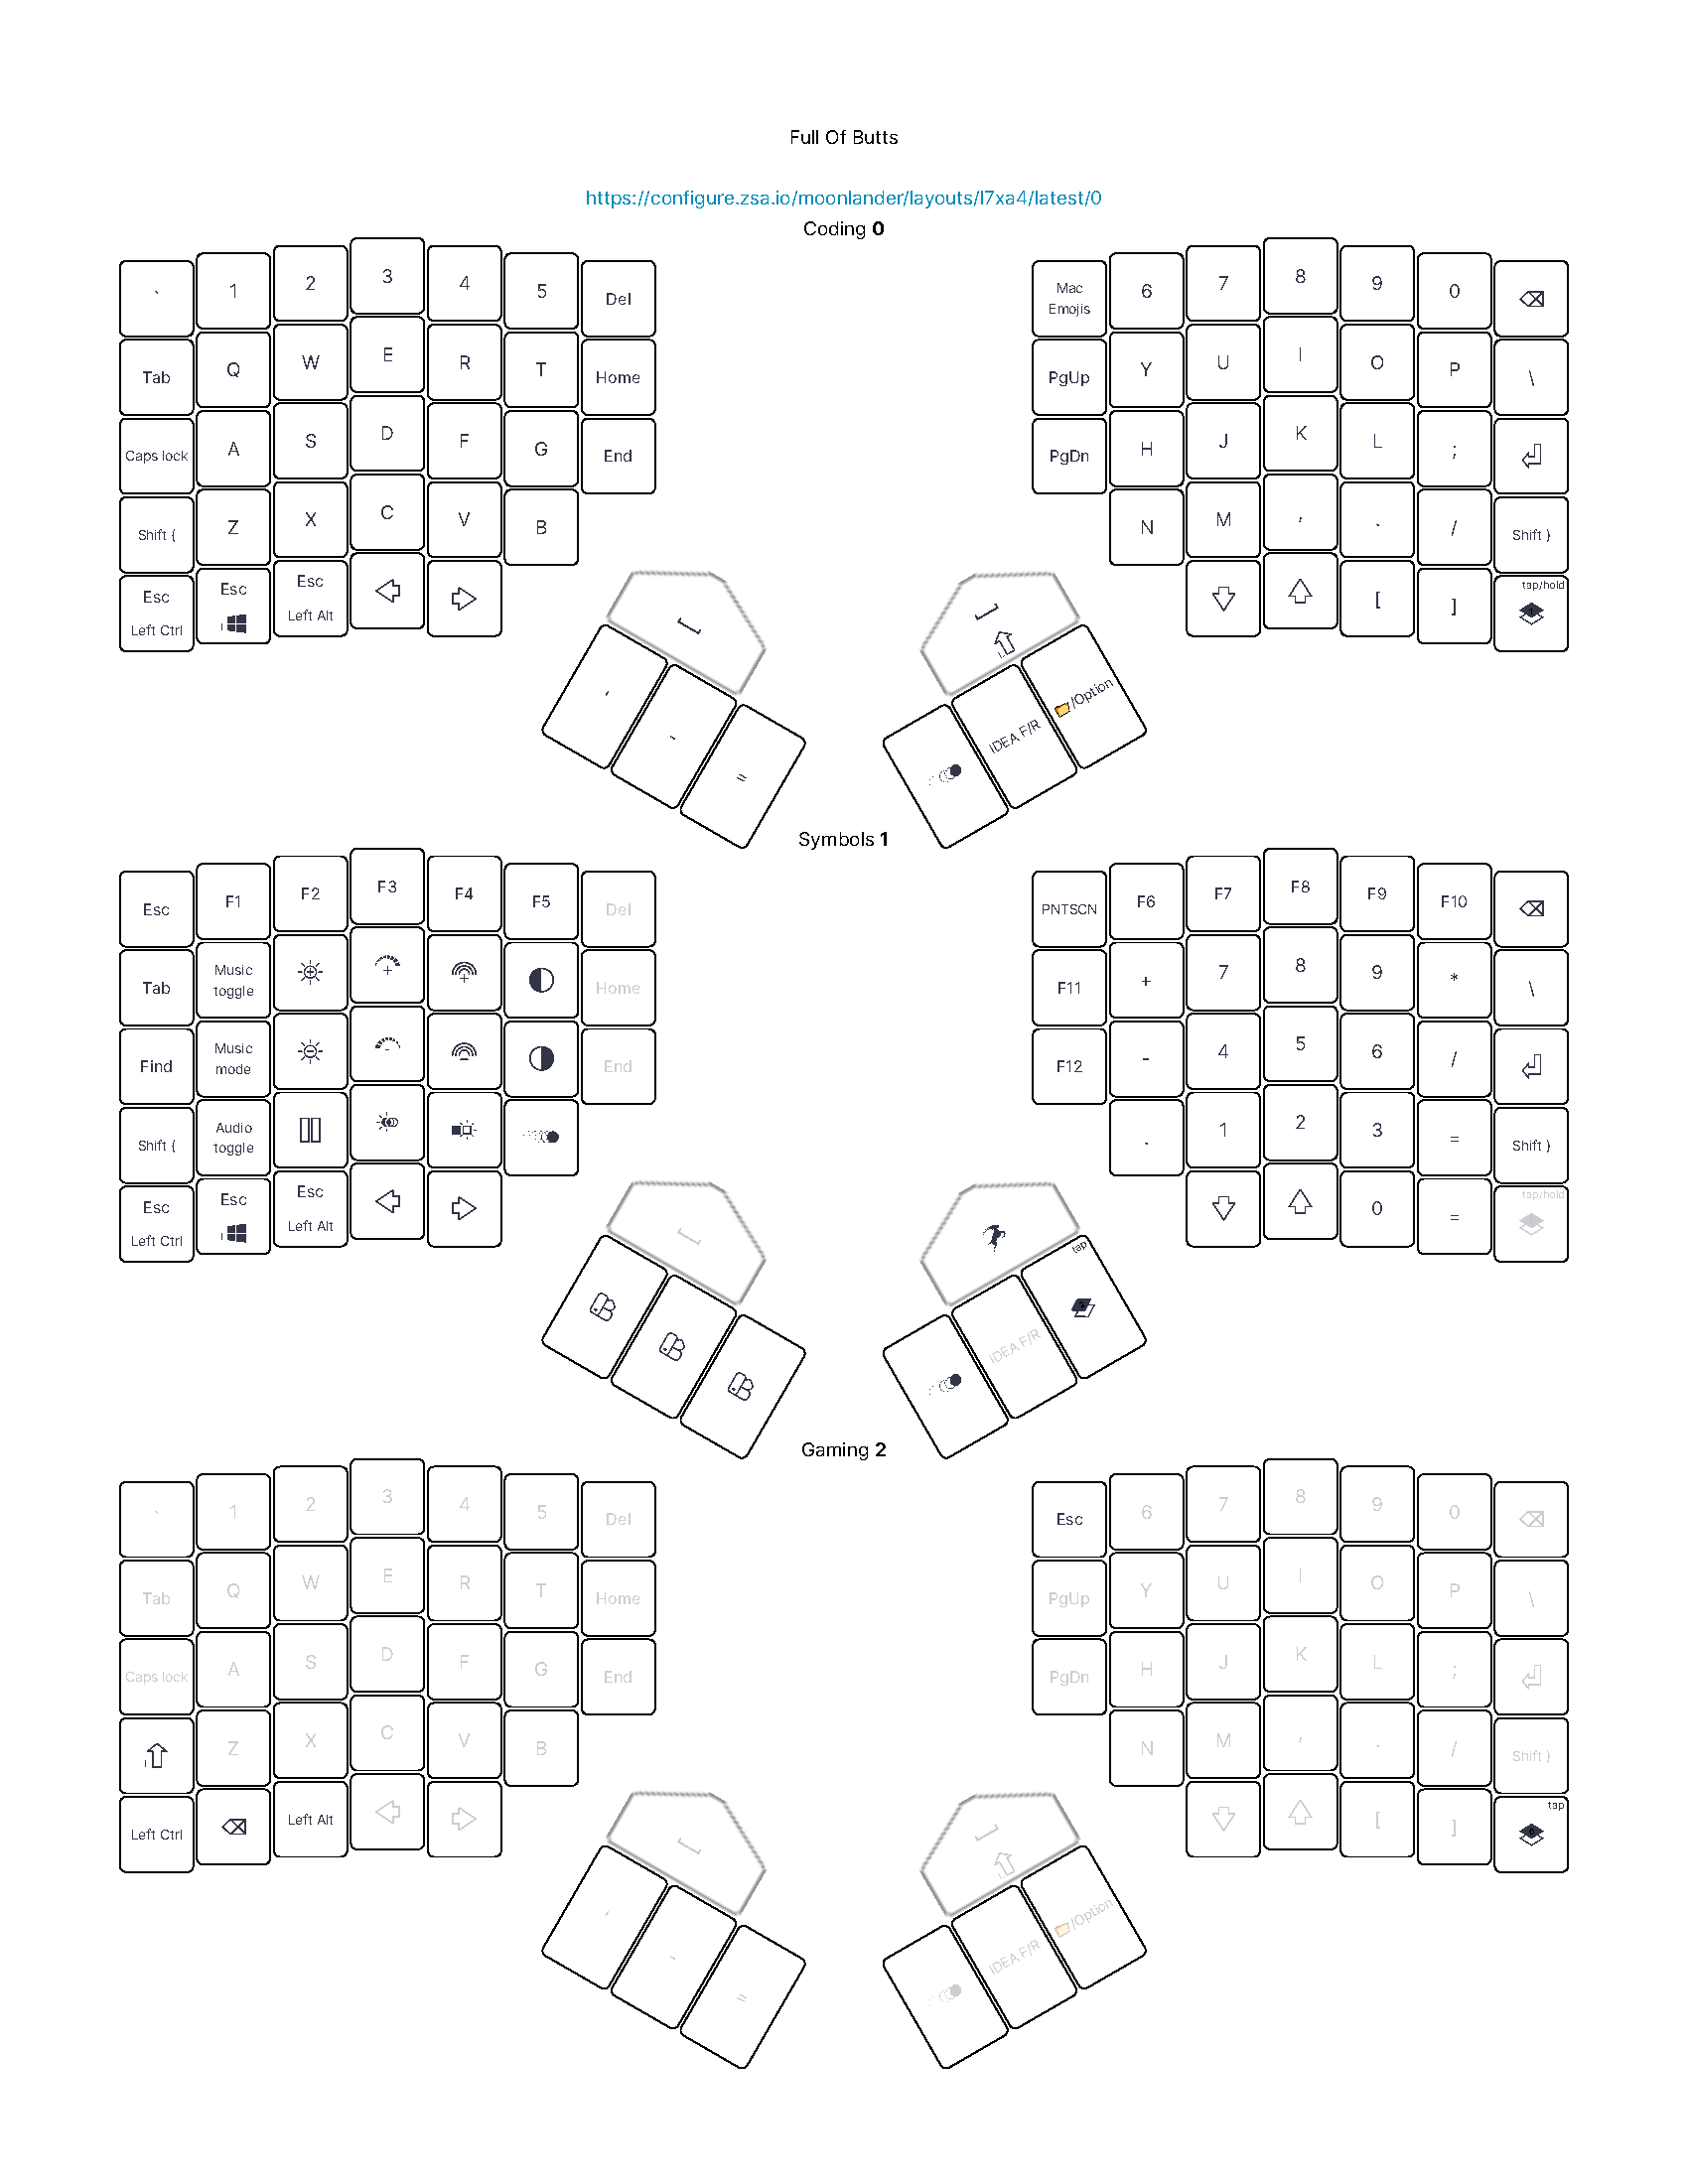 Full Of Butts
https://configure.zsa.io/moonlander/layouts/l7xa4/latest/0
Coding 0
` 1 2 3 4 5 Del Mac Emojis 6 7 8 9 0
Tab Q W E R T Home PgUp Y U I O P \
Caps lock A S D F G End PgDn H J K L ;
Shift ( Z X C V B N M , . / Shift )
Esc Left Ctrl Esc Esc Left Alt [ ] tap/hold
' - = IDEA F/R /Option
Symbols 1
Esc F1 F2 F3 F4 F5 Del PNTSCN F6 F7 F8 F9 F10
Tab Music toggle Home F11 + 7 8 9 * \
Find Music mode End F12 - 4 5 6 /
Shift ( Audio toggle . 1 2 3 = Shift )
Esc Left Ctrl Esc Esc Left Alt 0 = tap/hold
IDEA F/R tap
Gaming 2
` 1 2 3 4 5 Del Esc 6 7 8 9 0
Tab Q W E R T Home PgUp Y U I O P \
Caps lock A S D F G End PgDn H J K L ;
Z X C V B N M , . / Shift )
Left Ctrl Left Alt [ ] tap
' - = IDEA F/R /Option